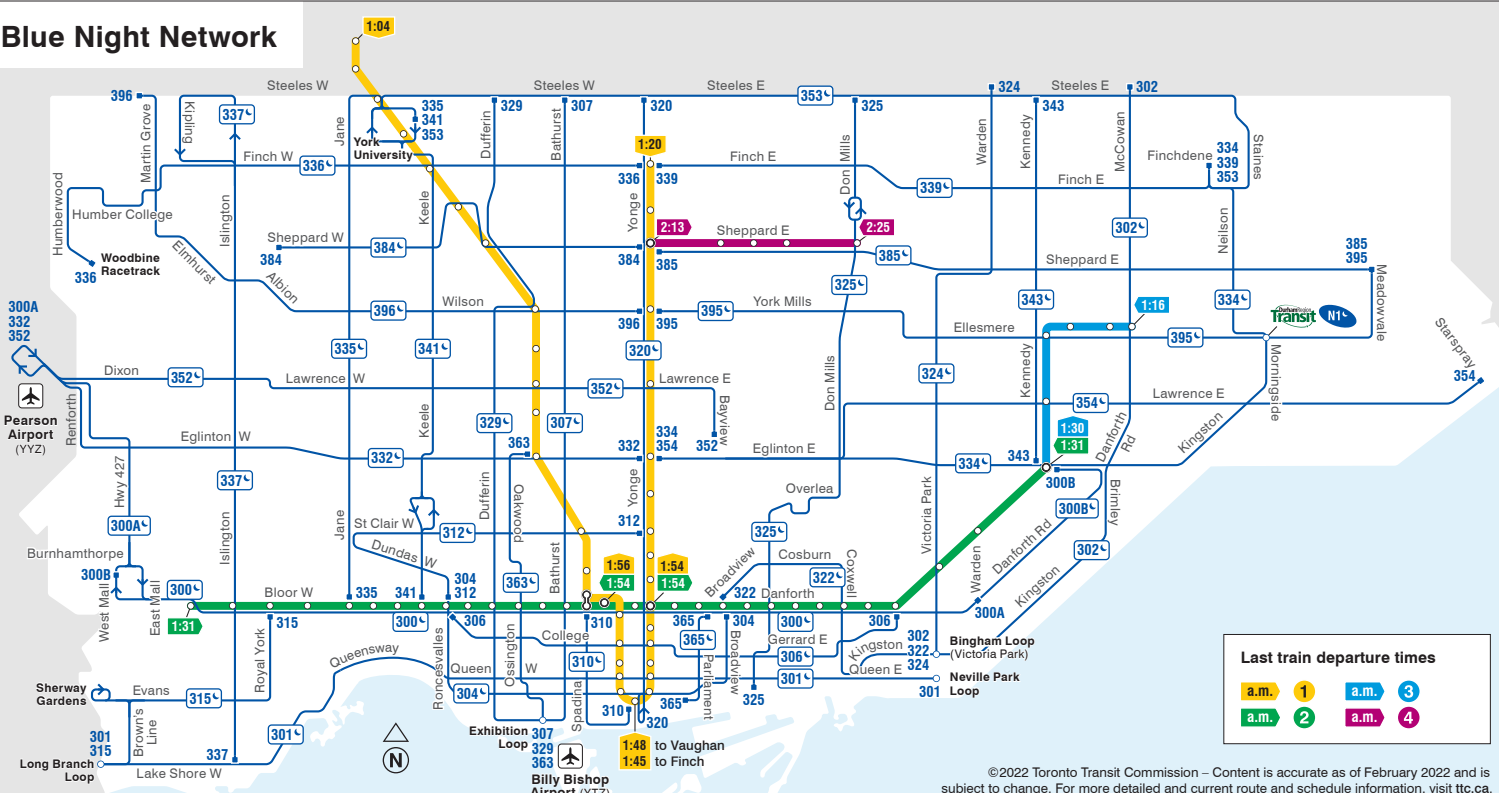 Blue Night Network
1:04
Steeles W
Steeles W
Steeles E
353
324
Steeles E
302
396
337
335
341
353
329
307
320
325
343
Martin Grove
Kipling
Jane
York
University
Dufferin
Bathurst
Don Mills
Warden
Kennedy
McCowan
Staines
1:20
Finchdene
334
339
353
Finch W
336
336
339
Finch E
339
Finch E
Humberwood
Humber College
Islington
Keele
Yonge
Neilson
Sheppard W
384
384
384
385
2:13
Sheppard E
2:25
385
Sheppard E
385
395
302
Elmhurst
Albion
336
Woodbine
Racetrack
325
343
334
Meadowvale
300A
332
352
396
Wilson
396
395
395
York Mills
Ellesmere
1:16
395
DurhamRegion
Transit
N1
Starspray
354
335
341
320
Dixon
352
Lawrence W
352
Lawrence E
324
354
Lawrence E
Pearson
Airport
(YYZ)
Renforth
Keele
329
307
Bayview
352
Don Mills
Kennedy
Morningside
Eglinton W
332
363
332
334
354
Eglinton E
334
343
1:30
1:31
300B
Danforth
Rd
Kingston
Hwy 427
337
Islington
Jane
Dufferin
Oakwood
Bathurst
Yonge
Overlea
Victoria Park
Brimley
300A
St Clair W
312
312
325
300B
302
Burnhamthorpe
Dundas W
1:56
1:54
1:54
1:54
Broadview
Cosburn
322
Coxwell
Warden
Danforth Rd
Kingston
300B
West Mall
East Mall
300
1:31
Bloor W
335
341
304
312
363
322
Danforth
300A
315
300
306
310
365
304
300
306
Royal York
Roncesvalles
Ossington
College
310
Spadina
365
Parliament
Broadview
Gerrard E
306
Kingston
302
322
324
Bingham Loop
(Victoria Park)
Queensway
Queen
W
304
301
Queen E
301
Neville Park
Loop
Sherway
Gardens
Evans
315
Brown's
Line
301
315
Long Branch
Loop
337
Lake Shore W
301
N
Exhibition
Loop
307
329
363
310
320
365
325
Billy Bishop
Airport (YTZ)
1:48
to Vaughan
1:45
to Finch
Last train departure times
a.m. 1
a.m. 3
a.m. 2
a.m. 4
©2022 Toronto Transit Commission – Content is accurate as of February 2022 and is
subject to change. For more detailed and current route and schedule information, visit ttc.ca.